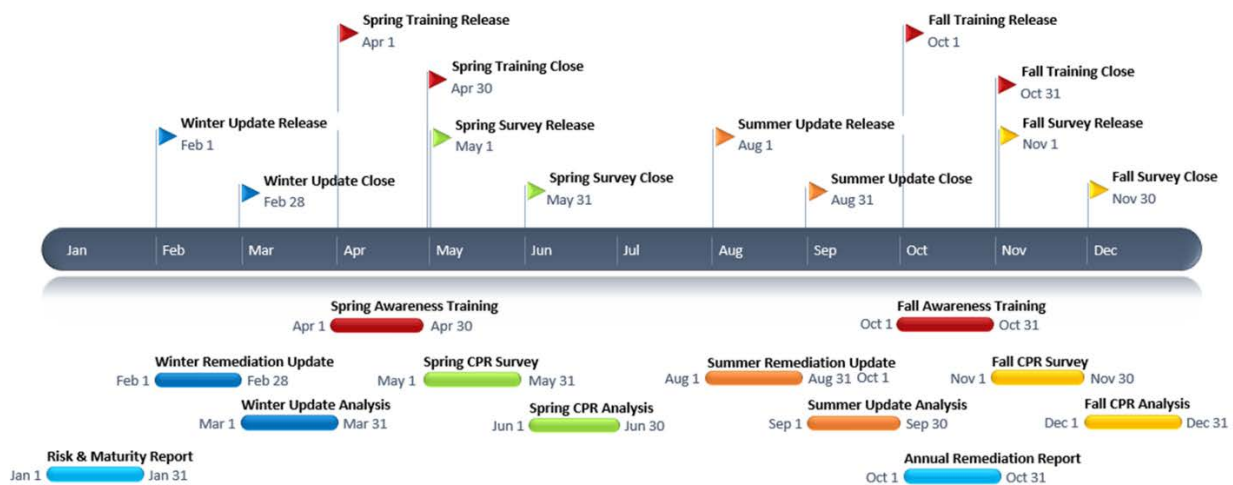 Spring Training Release
Apr 1
Fall Training Release
Oct 1
Spring Training Close
Apr 30
Fall Training Close
Oct 31
Winter Update Release
Feb 1
Spring Survey Release
May 1
Summer Update Release
Aug 1
Fall Survey Release
Nov 1
Winter Update Close
Feb 28
Spring Survey Close
May 31
Summer Update Close
Aug 31
Fall Survey Close
Nov 30
Jan Feb Mar Apr May Jun Jul Aug Sep Oct Nov Dec
Spring Awareness Training
Apr 1 Apr 30
Fall Awareness Training
Oct 1 Oct 31
Winter Remediation Update
Feb 1 Feb 28
Spring CPR Survey
May 1 May 31
Summer Remediation Update
Aug 1 Aug 31 Oct 1
Fall CPR Survey
Nov 1 Nov 30
Winter Update Analysis
Mar 1 Mar 31
Spring CPR Analysis
Jun 1 Jun 30
Summer Update Analysis
Sep 1 Sep 30
Fall CPR Analysis
Dec 1 Dec 31
Risk & Maturity Report
Jan 1 Jan 31
Annual Remediation Report
Oct 1 Oct 31